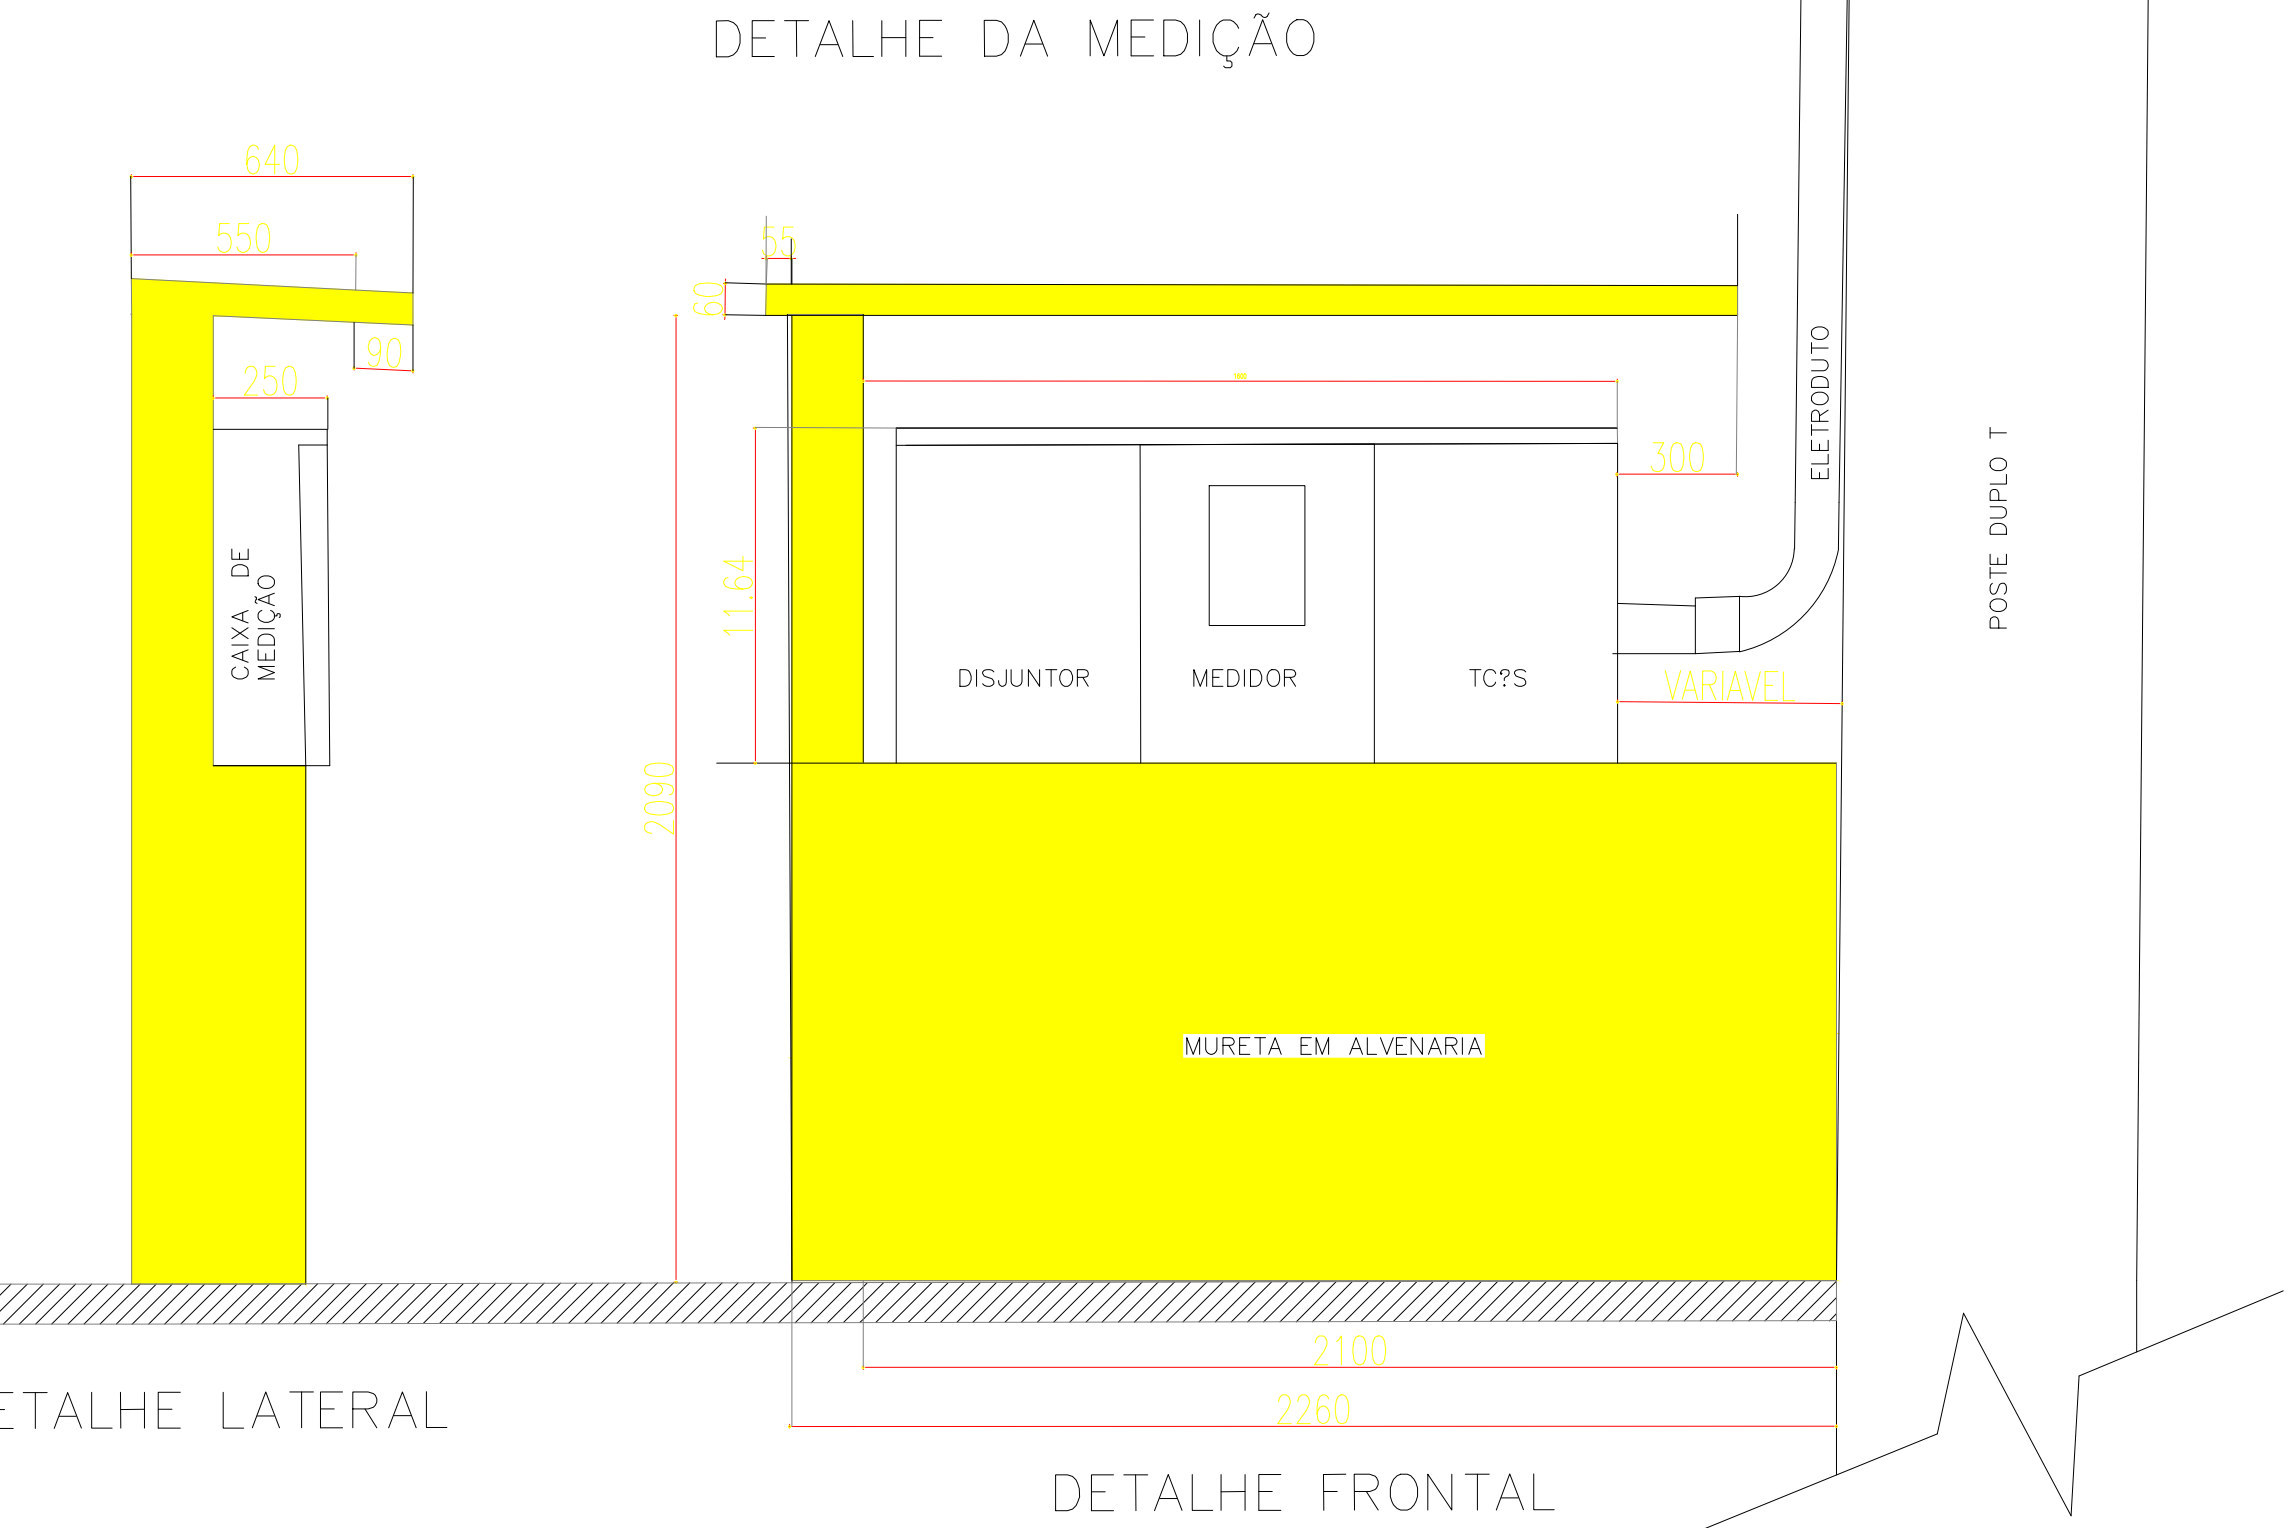 DETALHE DA MEDIÇÃO
640
550
55
60
90
250
300
ELETRODUTO
POSTE DUPLO T
CAIXA DE
MEDIÇÃO
11.64
DISJUNTOR
MEDIDOR
TC?S
VARIAVEL
2090
MURETA EM ALVENARIA
2100
2260
ETALHE LATERAL
DETALHE FRONTAL